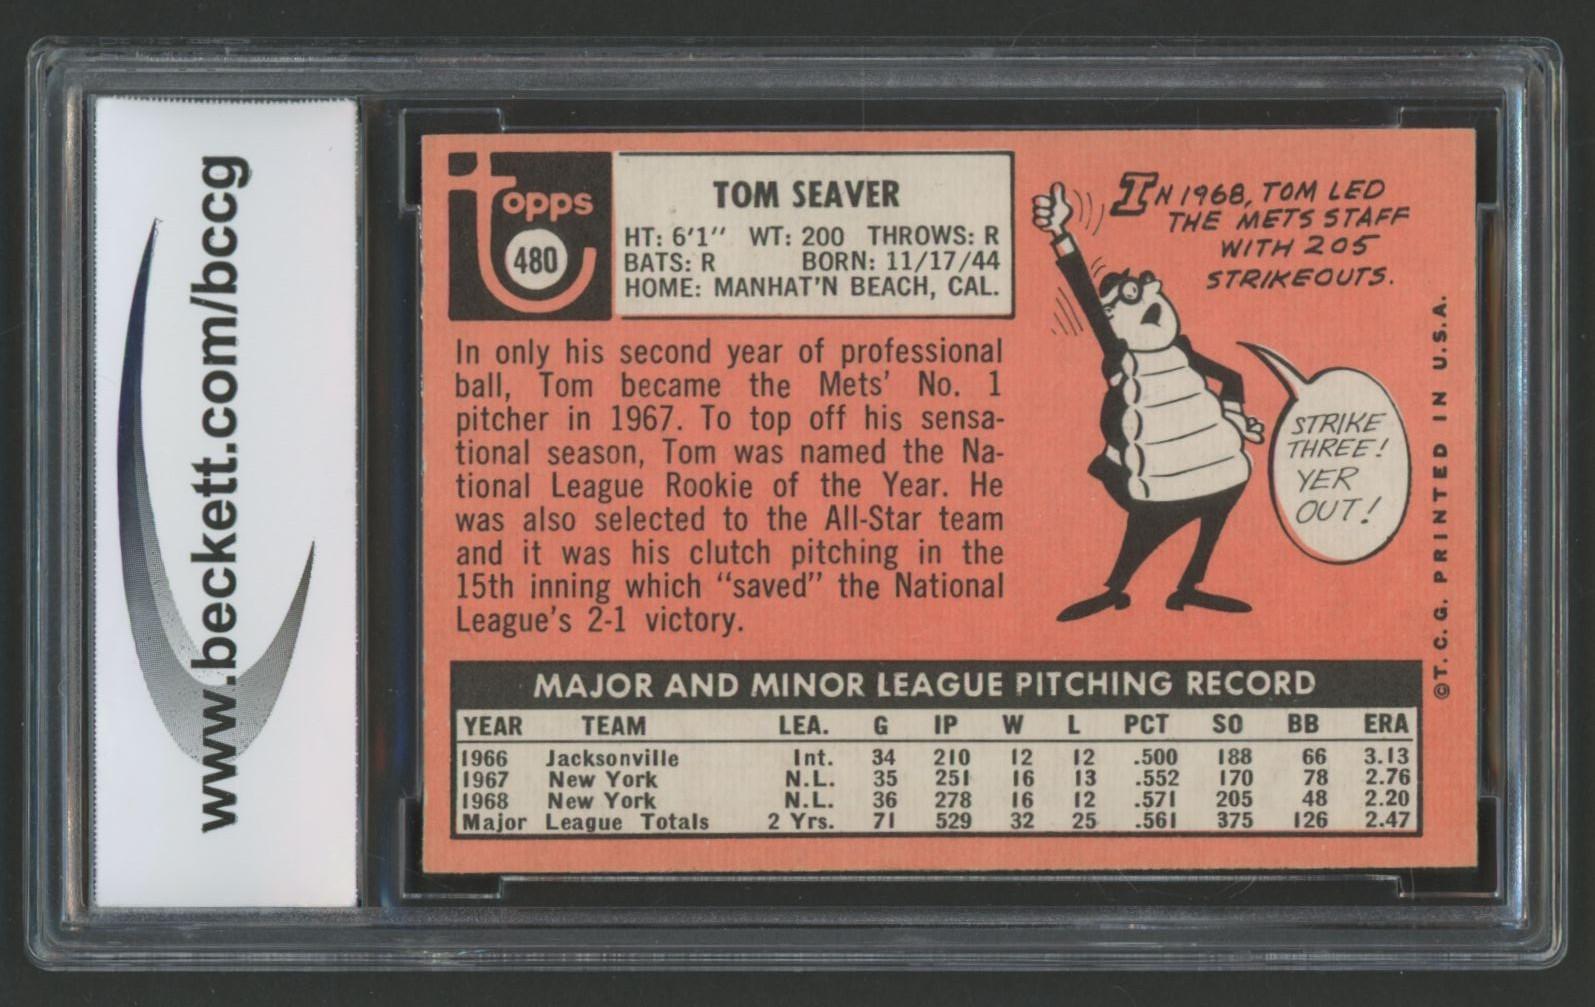 www.beckett.com/bccg
Topps
480
TOM SEAVER
HT: 6'1" WT: 200 THROWS: R
BATS: R BORN: 11/17/44
HOME: MANHAT'N BEACH, CAL.
In only his second year of professional
ball, Tom became the Mets' No. 1
pitcher in 1967. To top off his sensa-
tional season, Tom was named the Na-
tional League Rookie of the Year. He
was also selected to the All-Star team
and it was his clutch pitching in the
15th inning which "saved" the National
League's 2-1 victory.
IN 1968, TOM LED
THE METS STAFF
WITH 205
STRIKEOUTS.
STRIKE
THREE!
YER
OUT!
©T.C.G. PRINTED IN U.S.A.
MAJOR AND MINOR LEAGUE PITCHING RECORD
YEAR TEAM LEA. G IP W L PCT SO BB ERA
1966 Jacksonville Int. 34 210 12 12 .500 188 66 3.13
1967 New York N.L. 35 251 16 13 .552 170 78 2.76
1968 New York N.L. 36 278 16 12 .571 205 48 2.20
Major League Totals 2 Yrs. 71 529 32 25 .561 375 126 2.47